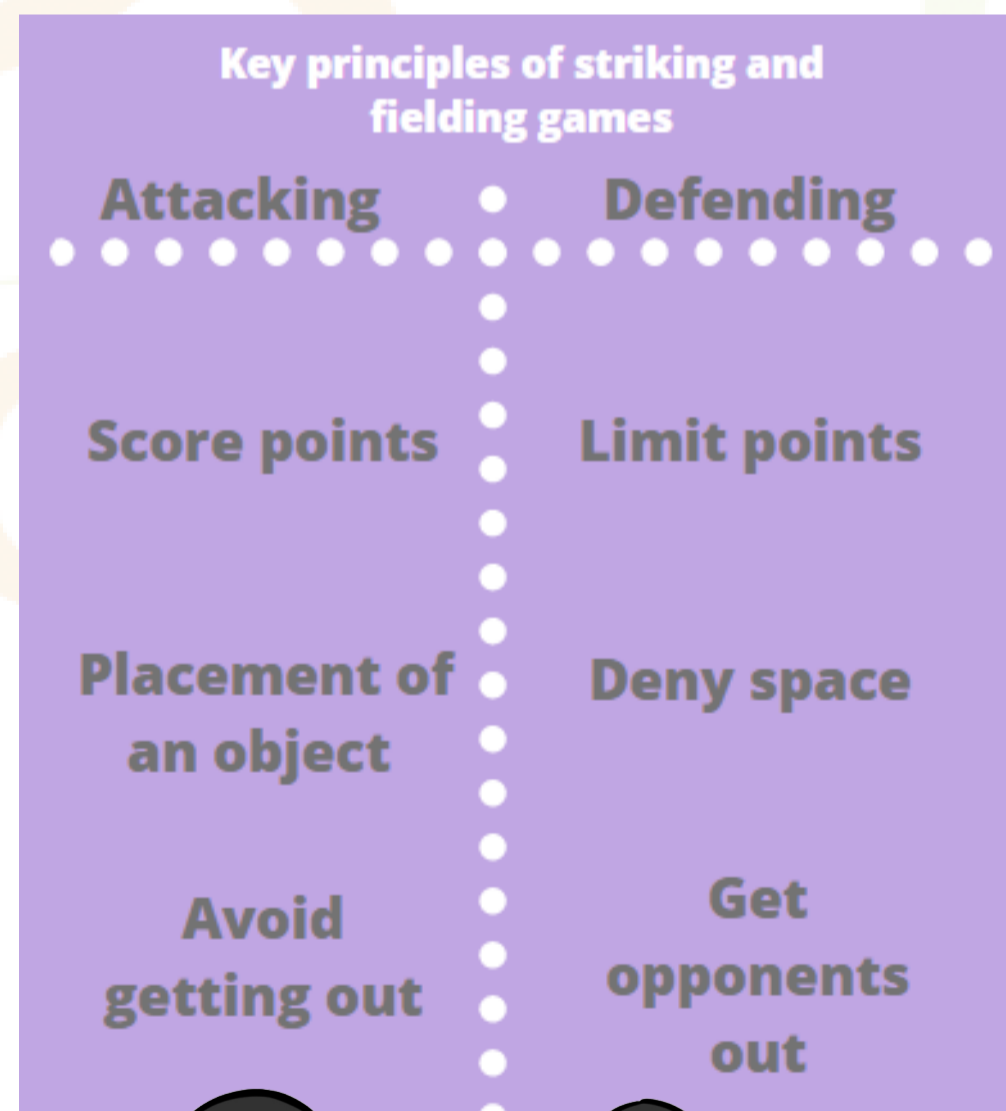 Key principles of striking and
fielding games
Attacking
Defending
Score points
Limit points
Placement of
an object
Deny space
Avoid
getting out
Get
opponents
out